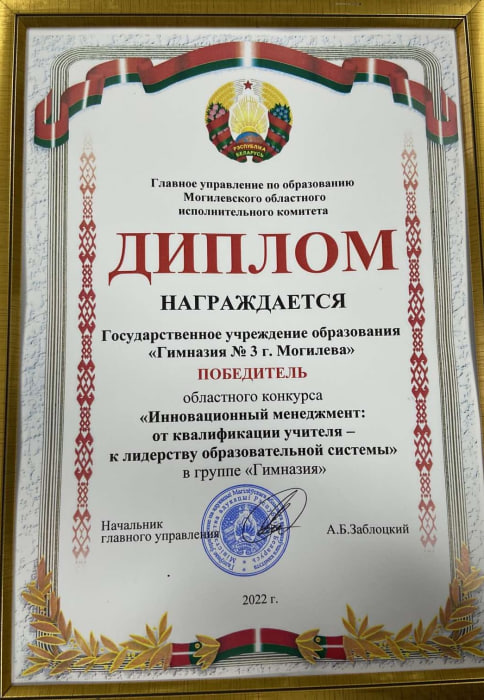 РЭСПУБЛІКА
БЕЛАРУСЬ
Главное управление по образованию
Могилевского областного
исполнительного комитета
ДИПЛОМ
НАГРАЖДАЕТСЯ
Государственное учреждение образования
«Гимназия № 3 г. Могилева»
ПОБЕДИТЕЛЬ
областного конкурса
«Инновационный менеджмент:
от квалификации учителя –
к лидерству образовательной системы»
в группе «Гимназия»
Начальник
главного управления
А.Б.Заблоцкий
2022 г.